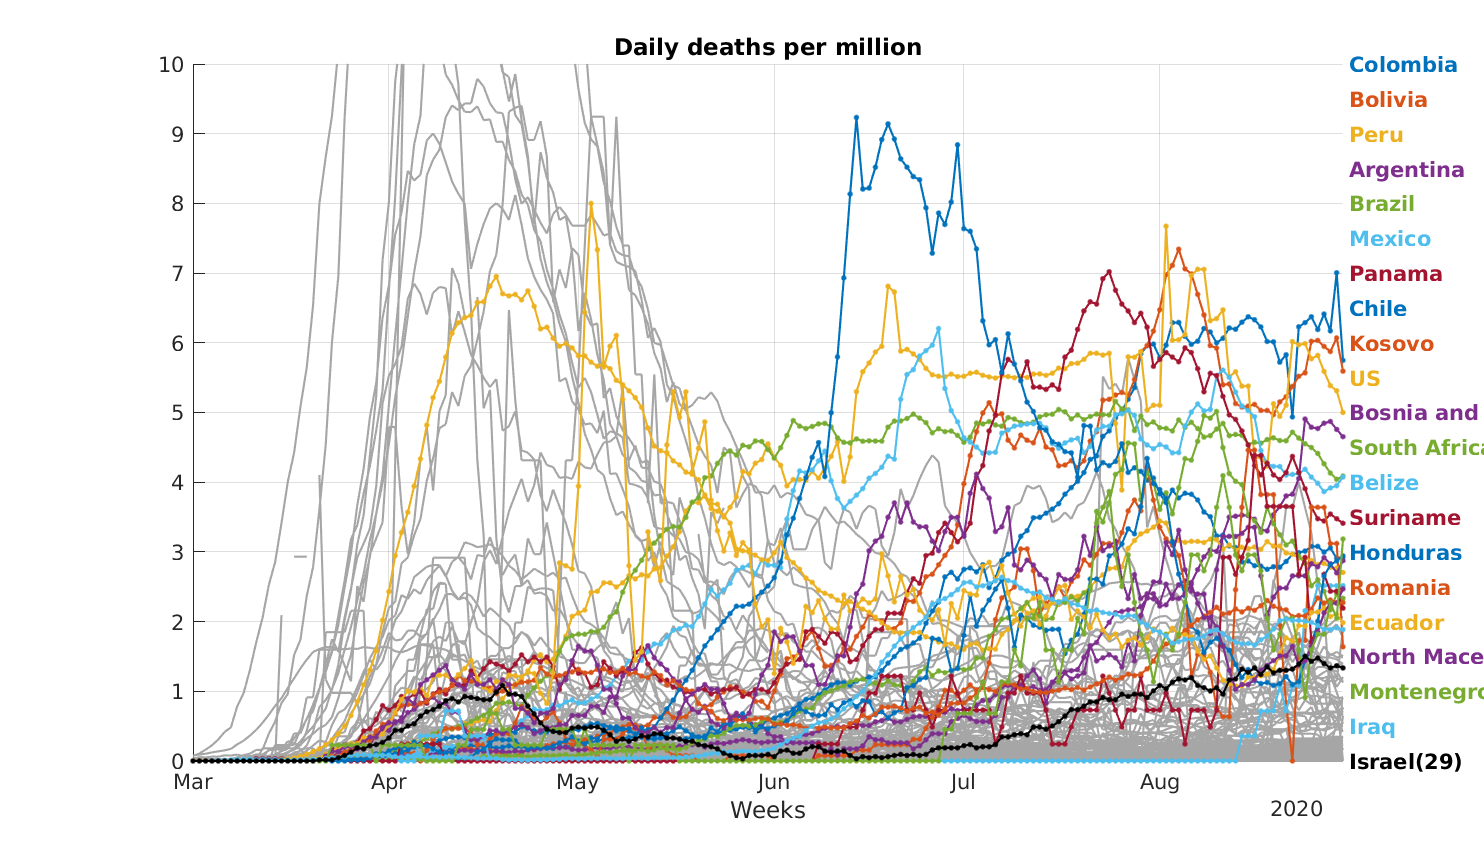 Daily deaths per million
10
9
8
7
6
5
4
3
2
1
0
Mar
Apr
May
Jun
Jul
Aug
Weeks
2020
Colombia
Bolivia
Peru
Argentina
Brazil
Mexico
Panama
Chile
Kosovo
US
Bosnia and
South Africa
Belize
Suriname
Honduras
Romania
Ecuador
North Mace
Montenegro
Iraq
Israel(29)